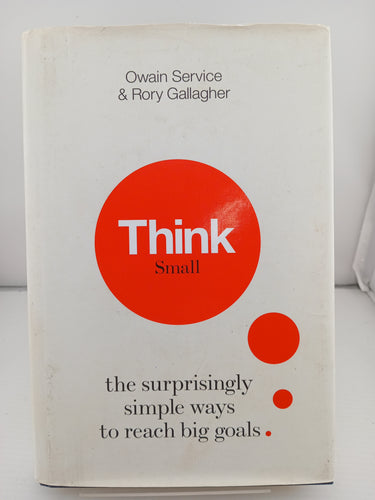 Owain Service
& Rory Gallagher
Think
Small
the surprisingly
simple ways
to reach big goals.